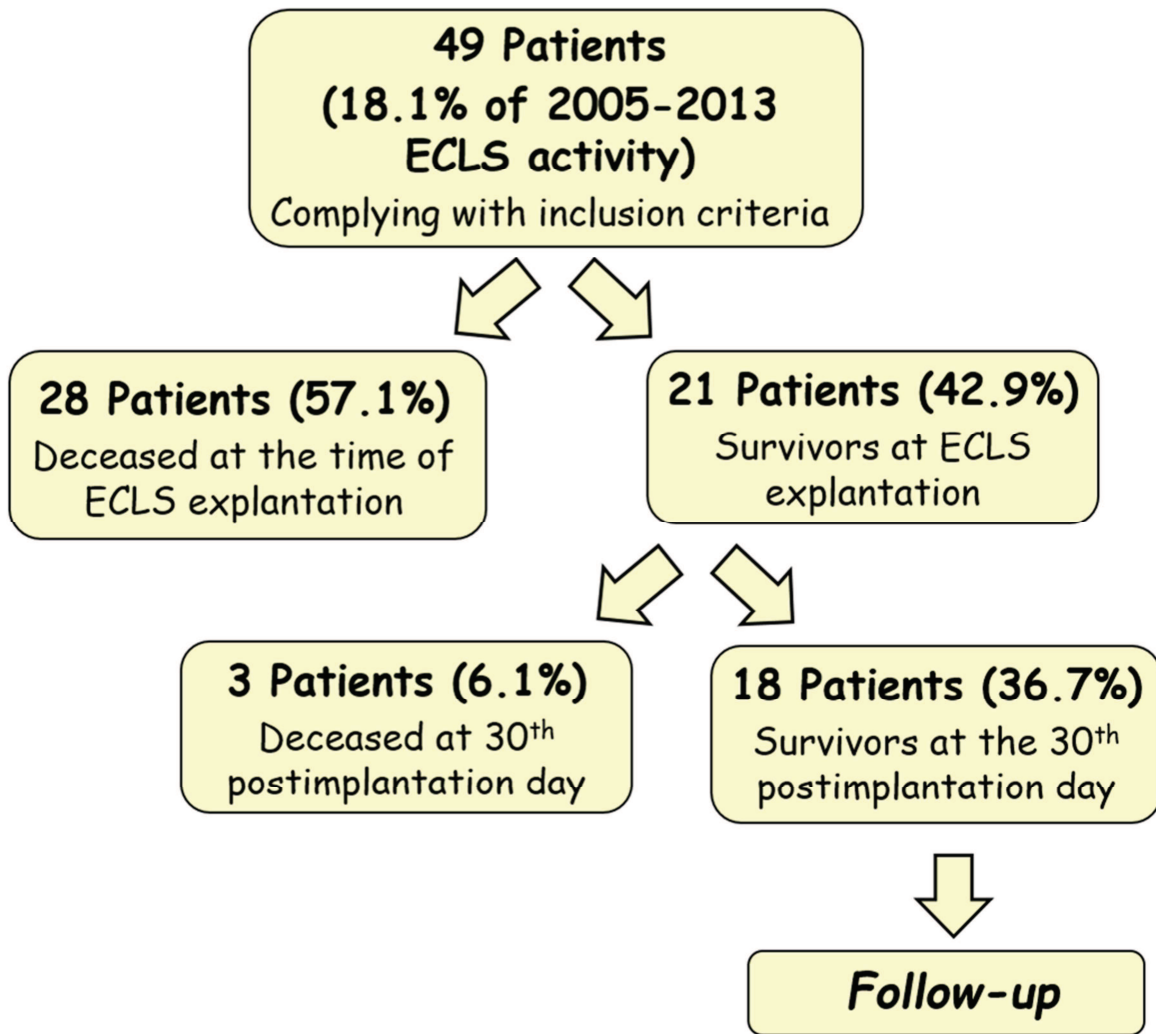 49 Patients
(18.1% of 2005-2013
ECLS activity)
Complying with inclusion criteria
28 Patients (57.1%)
Deceased at the time of
ECLS explantation
21 Patients (42.9%)
Survivors at ECLS
explantation
3 Patients (6.1%)
Deceased at 30th
postimplantation day
18 Patients (36.7%)
Survivors at the 30th
postimplantation day
Follow-up